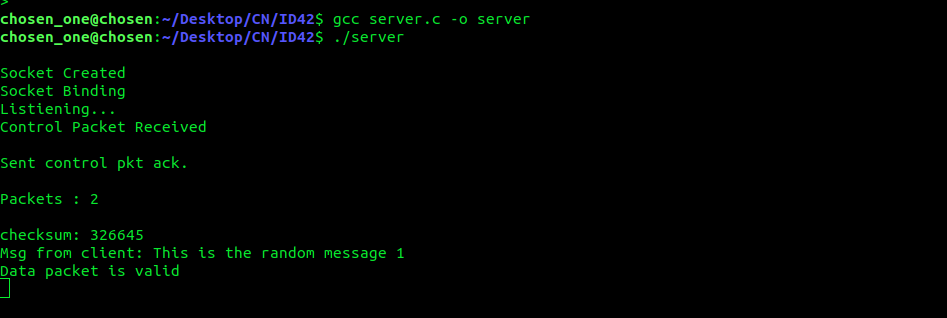 >
chosen_one@chosen:~/Desktop/CN/ID42$ gcc server.c -o server
chosen_one@chosen:~/Desktop/CN/ID42$ ./server
Socket Created
Socket Binding
Listiening...
Control Packet Received
Sent control pkt ack.
Packets : 2
checksum: 326645
Msg from client: This is the random message 1
Data packet is valid